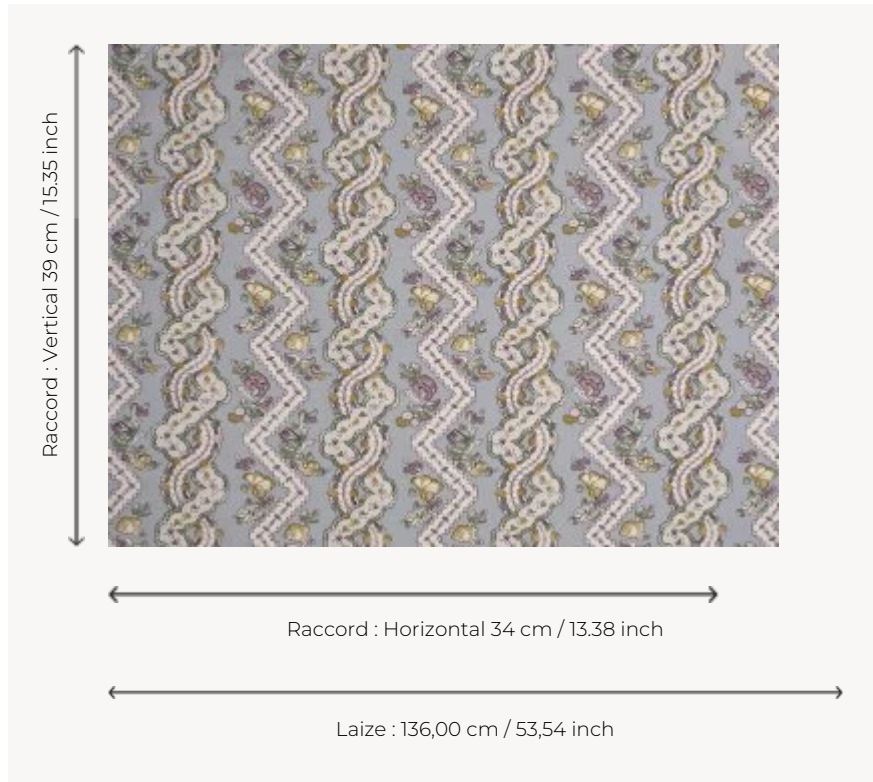 Raccord : Vertical 39 cm / 15.35 inch
Raccord : Horizontal 34 cm / 13.38 inch
Laize : 136,00 cm / 53,54 inch